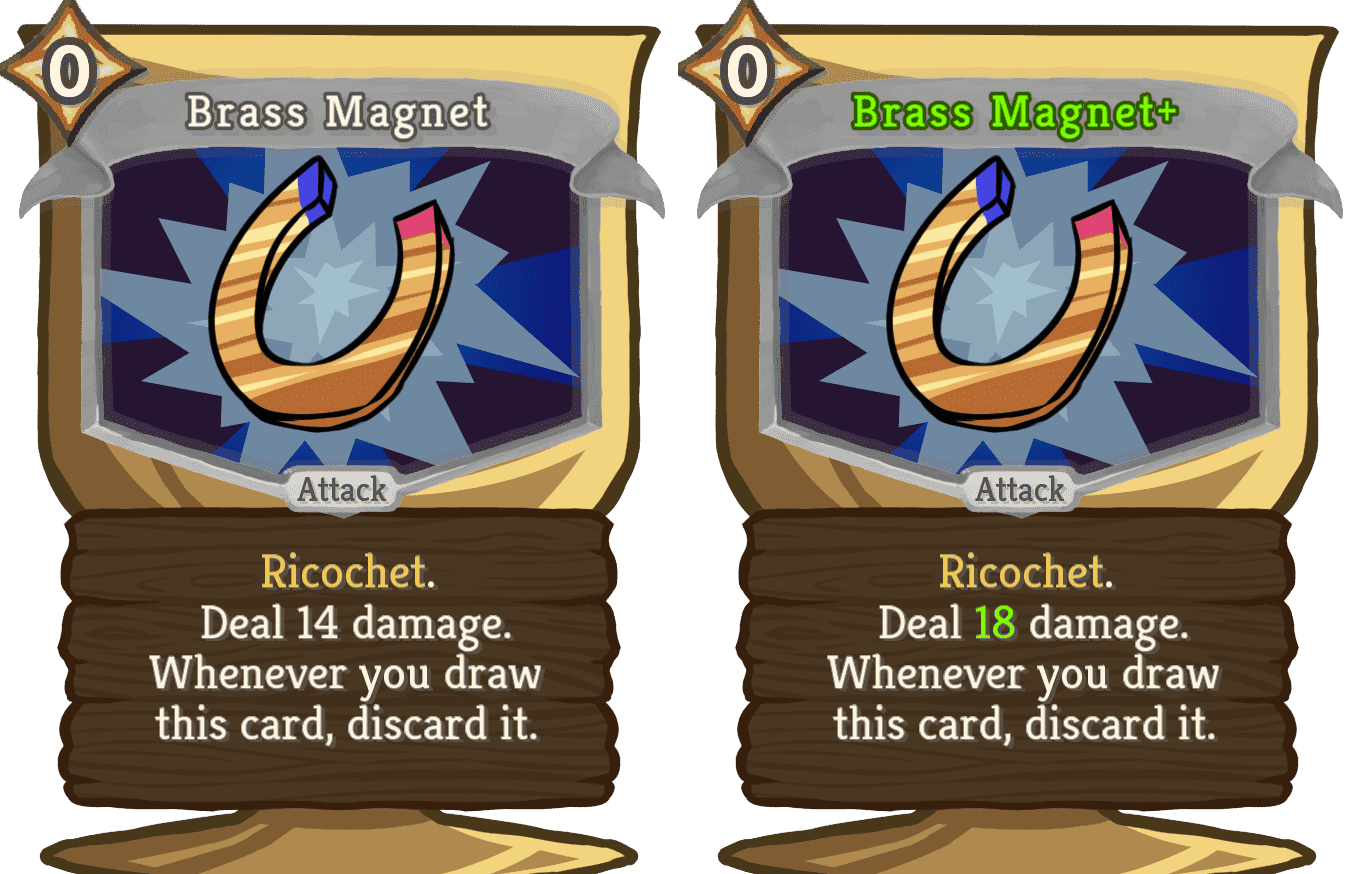 0
Brass Magnet
Attack
Ricochet.
Deal 14 damage.
Whenever you draw
this card, discard it.
0
Brass Magnet+
Attack
Ricochet.
Deal 18 damage.
Whenever you draw
this card, discard it.